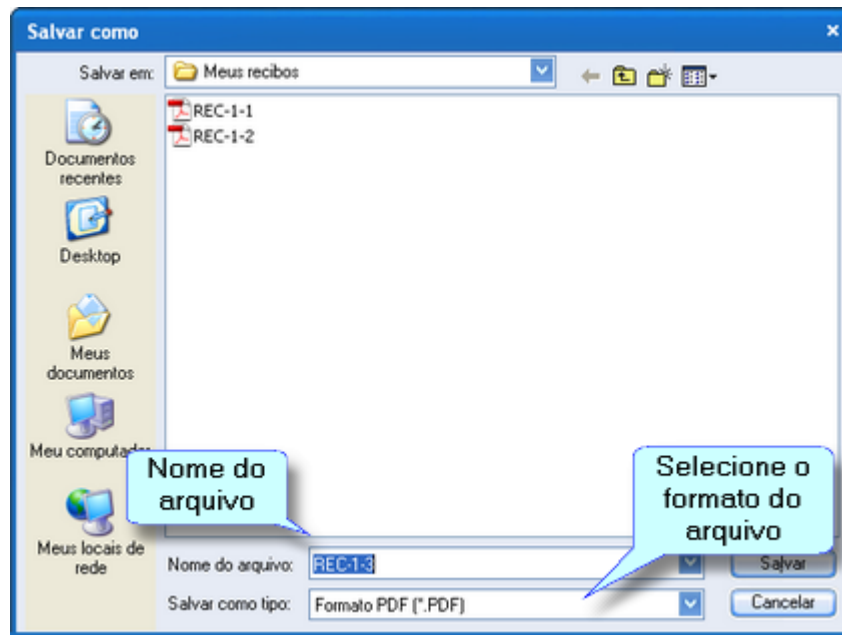 Salvar como
Salvar em: Meus recibos
REC-1-1
REC-1-2
Documentos
recentes
Desktop
Meus
documentos
Meu computador
Nome do
arquivo
Selecione o
formato do
arquivo
Meus locais de
rede
Nome do arquivo: REC-1-3 Salvar
Salvar como tipo: Formato PDF (*.PDF) Cancelar